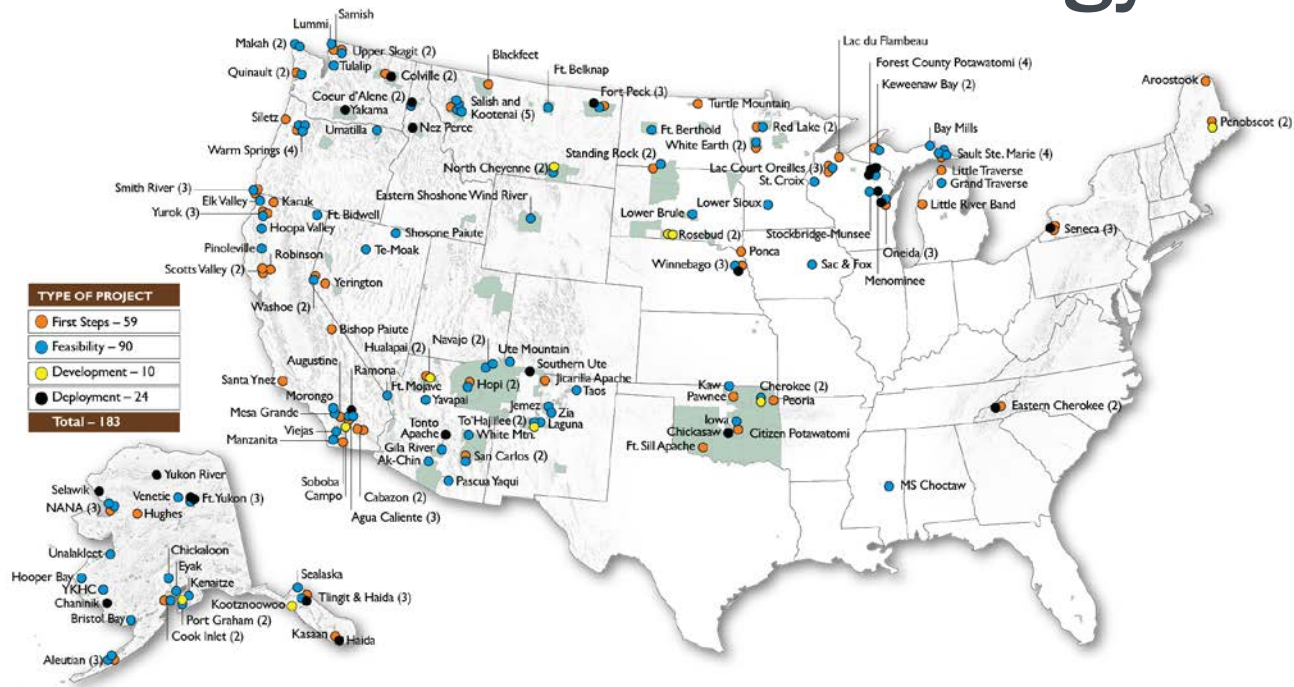 gy
Samish
Lummi
Makah (2)
Upper Skagit (2)
Tulalip
Quinault (2)
Colville (2)
Blackfeet
Ft. Belknap
Fort Peck (3)
Coeur d'Alene (2)
Yakama
Salish and
Kootenai (5)
Nez Perce
Siletz
Umatilla
Warm Springs (4)
Turtle Mountain
Ft. Berthold
Red Lake (2)
White Earth (2)
Standing Rock (2)
North Cheyenne (2)
Lac du Flambeau
Forest County Potawatomi (4)
Keweenaw Bay (2)
Bay Mills
Sault Ste. Marie (4)
Little Traverse
Grand Traverse
Little River Band
Lac Court Oreilles (3)
St. Croix
Lower Sioux
Stockbridge-Munsee
Oneida (3)
Menominee
Aroostook
Penobscot (2)
Seneca (3)
Smith River (3)
Elk Valley
Karuk
Yurok (3)
Hoopa Valley
Ft. Bidwell
Eastern Shoshone Wind River
Shosone Paiute
Te-Moak
Pinoleville
Robinson
Scotts Valley (2)
Yerington
Washoe (2)
Lower Brule
Rosebud (2)
Ponca
Winnebago (3)
Sac & Fox
TYPE OF PROJECT
First Steps – 59
Feasibility – 90
Development – 10
Deployment – 24
Total – 183
Bishop Paiute
Hualapai (2)
Navajo (2)
Ute Mountain
Southern Ute
Jicarilla Apache
Taos
Augustine
Ramona
Santa Ynez
Ft. Mojave
Hopi (2)
Yavapai
Morongo
Mesa Grande
Viejas
Manzanita
Jemez
Zia
Laguna
To'Hajiilee (2)
White Mtn.
Tonto
Apache
Gila River
Ak-Chin
San Carlos (2)
Pascua Yaqui
Soboba
Campo
Cabazon (2)
Agua Caliente (3)
Kaw
Pawnee
Cherokee (2)
Peoria
Iowa
Chickasaw
Citizen Potawatomi
Ft. Sill Apache
Eastern Cherokee (2)
MS Choctaw
Yukon River
Selawik
Venetie
Ft. Yukon (3)
NANA (3)
Hughes
Unalakleet
Chickaloon
Eyak
Kenaitze
Hooper Bay
YKHC
Chaninik
Bristol Bay
Port Graham (2)
Cook Inlet (2)
Aleutian (3)
Sealaska
Tlingit & Haida (3)
Kootznoowoo
Kasaan
Haida